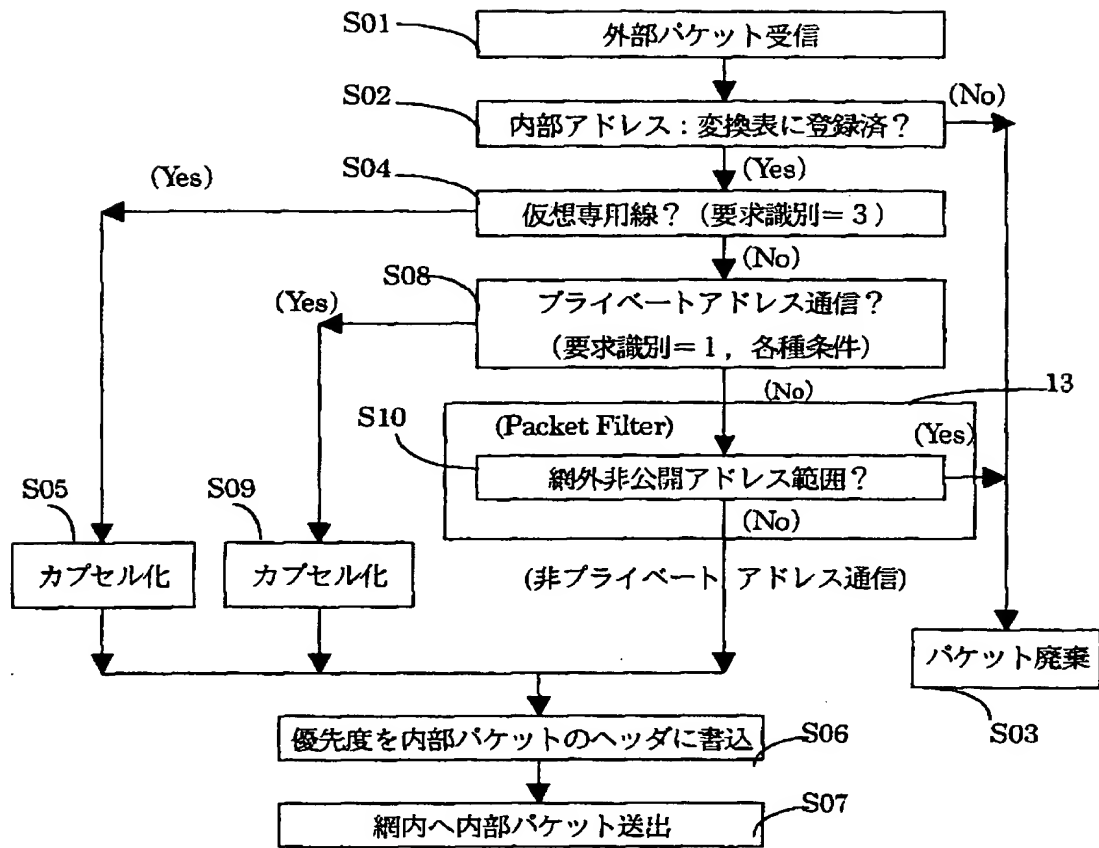 S01
外部パケット受信
S02
(No)
内部アドレス：変換表に登録済？
(Yes)
S04
(Yes)
仮想専用線？（要求識別＝３）
(No)
S08
(Yes)
プライベートアドレス通信？
（要求識別＝１，各種条件）
(No)
13
S10
(Packet Filter)
(Yes)
網外非公開アドレス範囲？
(No)
S05
S09
カプセル化
カプセル化
(非プライベート アドレス通信)
パケット廃棄
S03
優先度を内部パケットのヘッダに書込
S06
網内へ内部パケット送出
S07